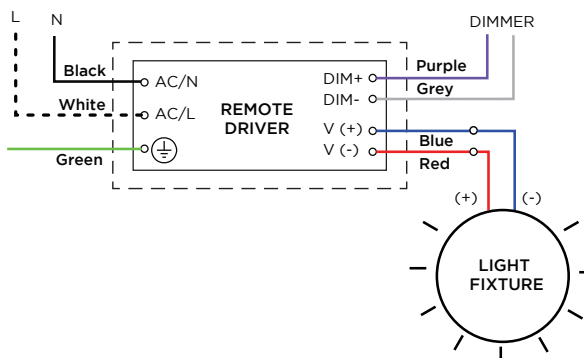 L
N
DIMMER
Black
AC/N
DIM+
Purple
White
AC/L
REMOTE
DRIVER
DIM-
Grey
V (+)
Blue
Green
V (-)
Red
(+)
(-)
LIGHT
FIXTURE